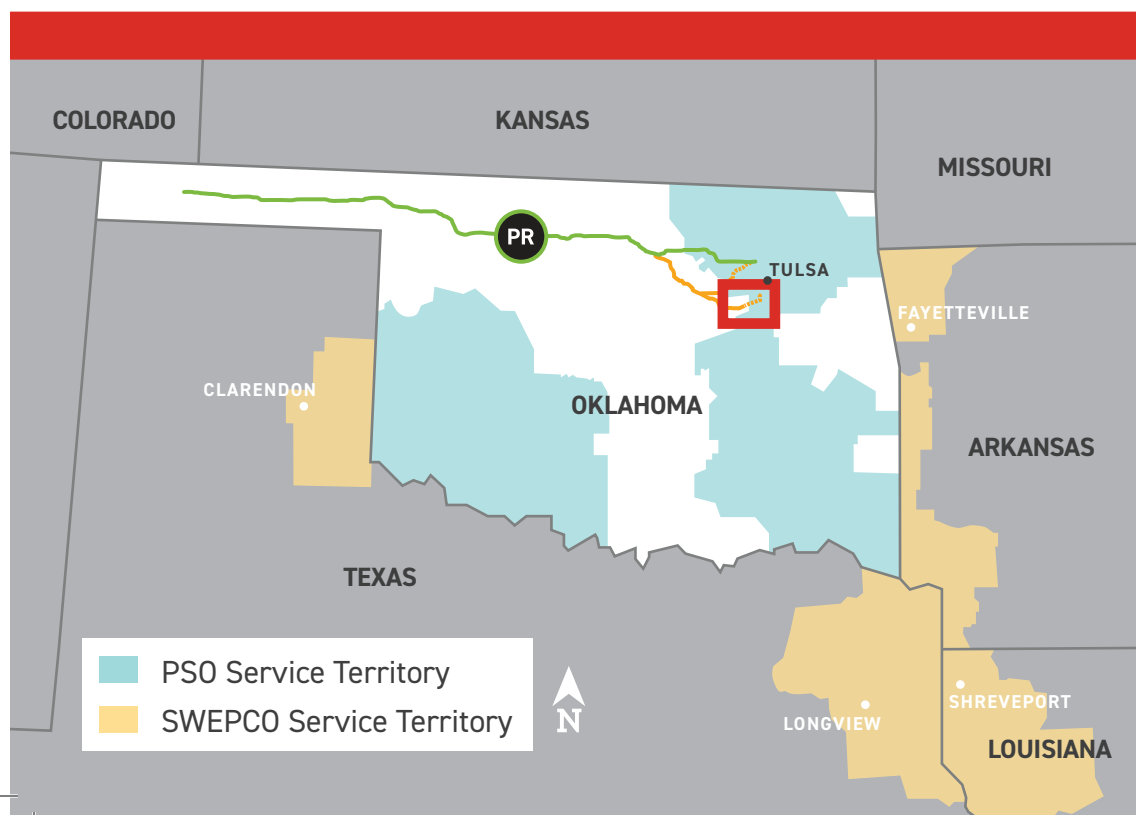 COLORADO
KANSAS
MISSOURI
PR
TULSA
FAYETTEVILLE
CLARENDON
OKLAHOMA
ARKANSAS
TEXAS
PSO Service Territory
SWEPCO Service Territory
N
LONGVIEW
SHREVEPORT
LOUISIANA